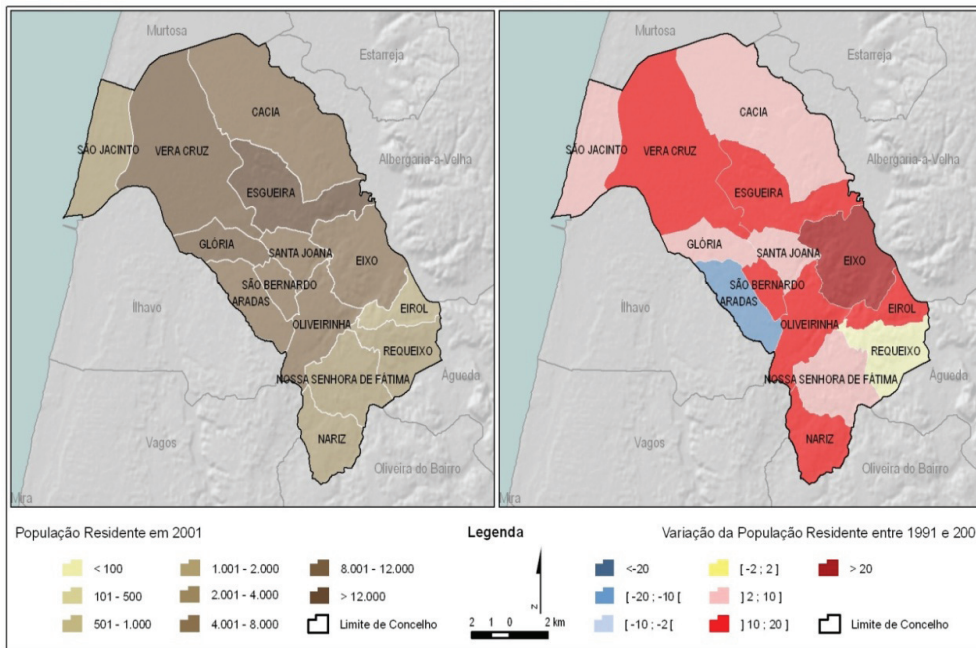 Murtosa
Estarreja
CACIA
SÃO JACINTO
VERA CRUZ
Albergaria-à-Velha
ESGUEIRA
GLÓRIA
SANTA JOANA
EIXO
SÃO BERNARDO
ARADAS
Ílhavo
EIROL
OLIVEIRINHA
REQUEIXO
NOSSA SENHORA DE FÁTIMA
Águeda
Vagos
NARIZ
Oliveira do Bairro
Mira
Murtosa
Estarreja
CACIA
SÃO JACINTO
VERA CRUZ
Albergaria-à-Velha
ESGUEIRA
GLÓRIA
SANTA JOANA
EIXO
SÃO BERNARDO
ARADAS
Ílhavo
EIROL
OLIVEIRINHA
REQUEIXO
NOSSA SENHORA DE FÁTIMA
Águeda
Vagos
NARIZ
Oliveira do Bairro
Mira
População Residente em 2001
< 100
101 - 500
501 - 1.000
1.001 - 2.000
2.001 - 4.000
4.001 - 8.000
8.001 - 12.000
> 12.000
Limite de Concelho
Legenda
N
2 1 0 2 km
Variação da População Residente entre 1991 e 200
<-20
[ -20 ; -10 [
[ -10 ; -2 [
[ -2 ; 2 ]
] 2 ; 10 ]
] 10 ; 20 ]
> 20
Limite de Concelho